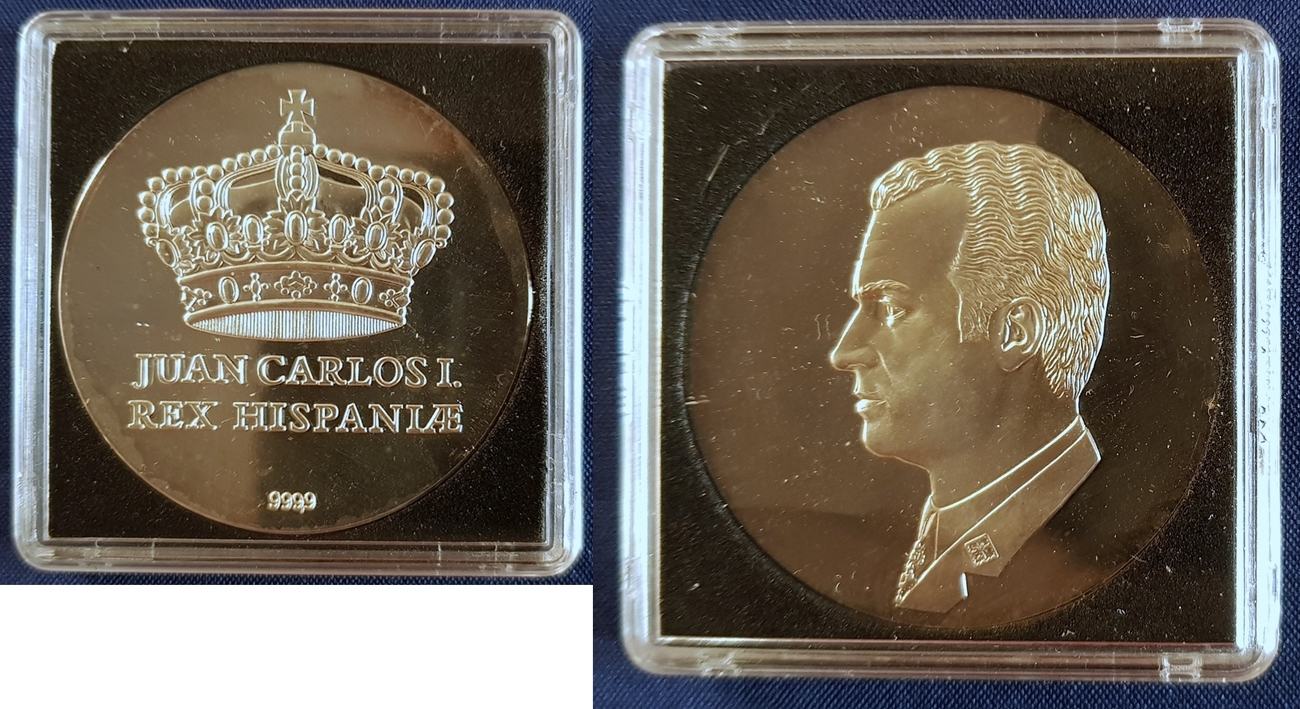 JUAN CARLOS I.
REX HISPANIÆ
9999